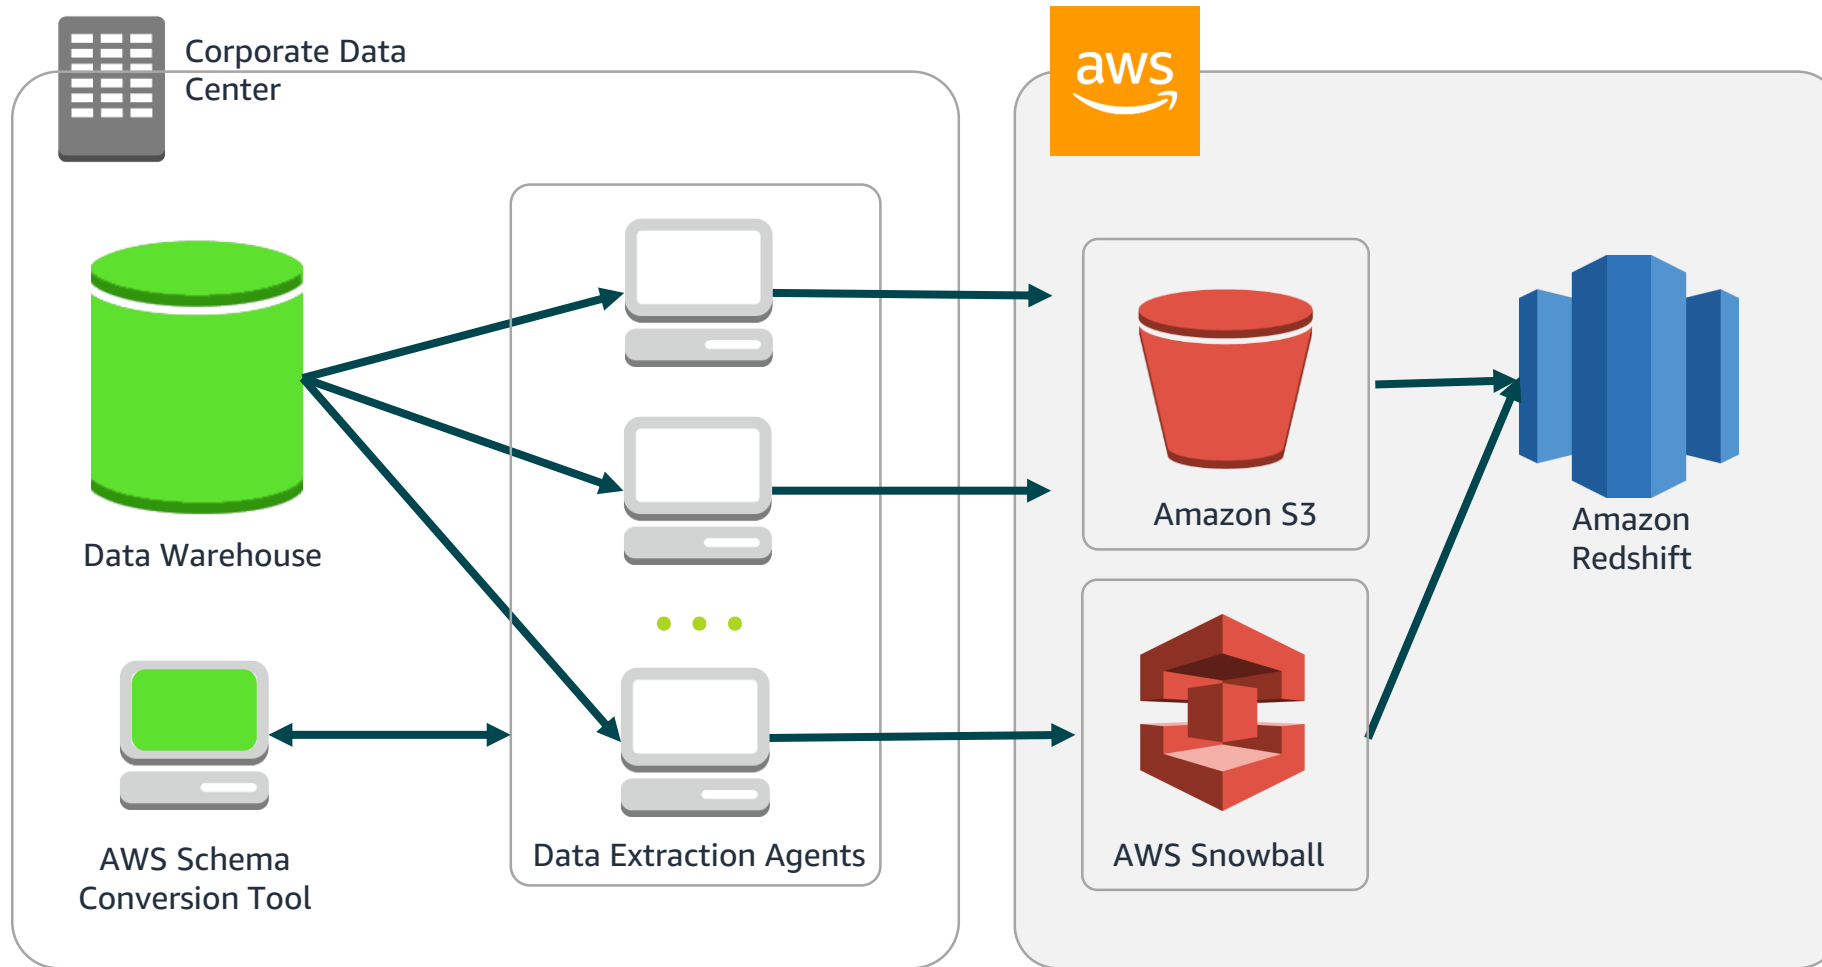 Corporate Data
Center
aws
Data Warehouse
Amazon S3
Amazon
Redshift
AWS Schema
Conversion Tool
Data Extraction Agents
AWS Snowball